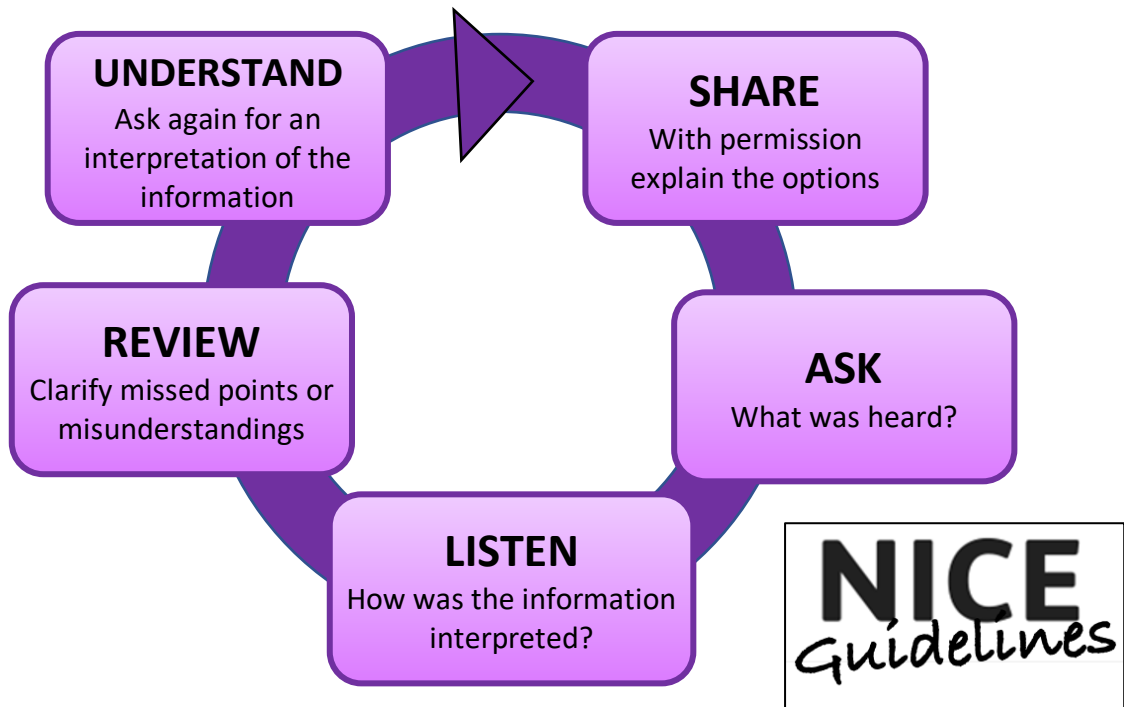 UNDERSTAND
Ask again for an
interpretation of the
information
SHARE
With permission
explain the options
REVIEW
Clarify missed points or
misunderstandings
ASK
What was heard?
LISTEN
How was the information
interpreted?
NICE
Guidelines